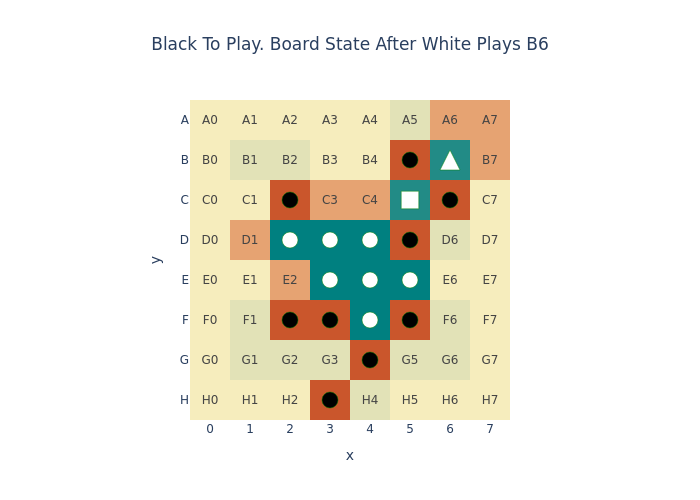 Black To Play. Board State After White Plays B6
A A0 A1 A2 A3 A4 A5 A6 A7
B B0 B1 B2 B3 B4 B7
C C0 C1 C3 C4 C7
D D0 D1 D6 D7
E E0 E1 E2 E6 E7
F F0 F1 F6 F7
G G0 G1 G2 G3 G5 G6 G7
H H0 H1 H2 H4 H5 H6 H7
0 1 2 3 4 5 6 7
x
y